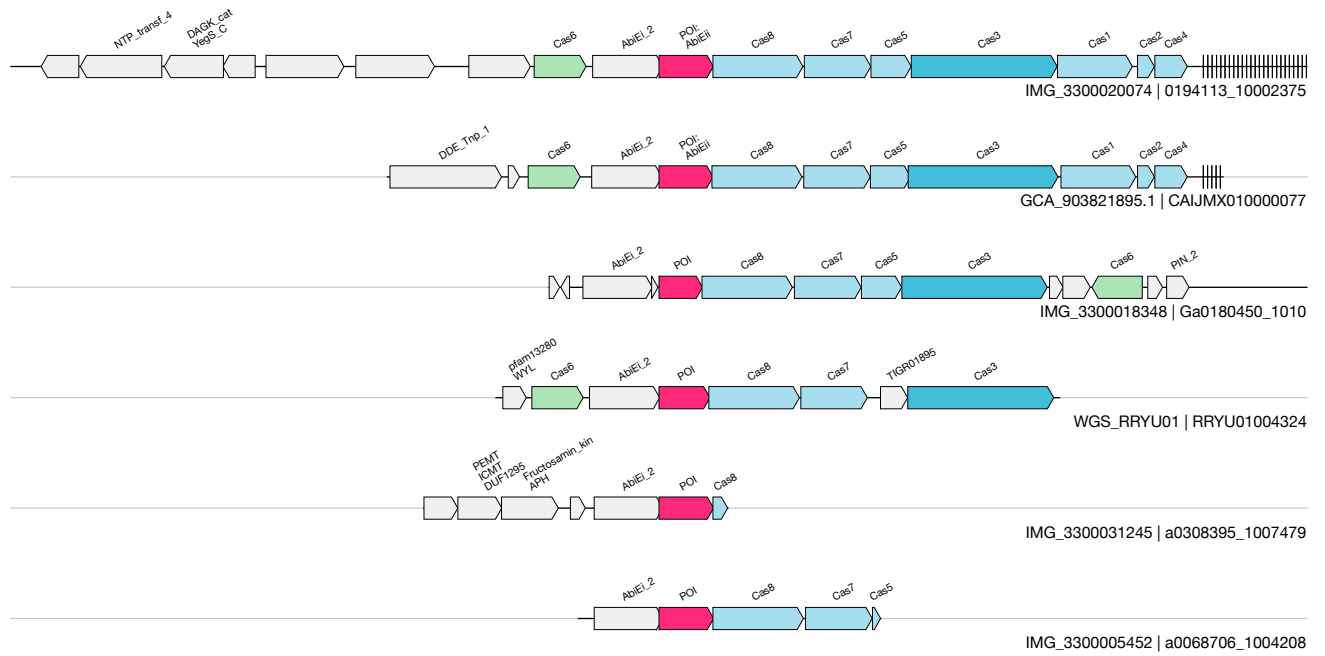 NTP_transf_4
DAGK_cat
YegS_C
Cas6
AbiEi_2
POI:
AbiEii
Cas8
Cas7
Cas5
Cas3
Cas1
Cas2
Cas4
IMG_3300020074 | 0194113_10002375
DDE_Tnp_1
Cas6
AbiEi_2
POI:
AbiEii
Cas8
Cas7
Cas5
Cas3
Cas1
Cas2
Cas4
GCA_903821895.1 | CAIJMX010000077
AbiEi_2
POI
Cas8
Cas7
Cas5
Cas3
Cas6
PIN_2
IMG_3300018348 | Ga0180450_1010
pfam13280
WYL
Cas6
AbiEi_2
POI
Cas8
Cas7
TIGR01895
Cas3
WGS_RRYU01 | RRYU01004324
PEMT
ICMT
DUF1295
Fructosamin_kin
APH
AbiEi_2
POI
Cas8
IMG_3300031245 | a0308395_1007479
AbiEi_2
POI
Cas8
Cas7
Cas5
IMG_3300005452 | a0068706_1004208